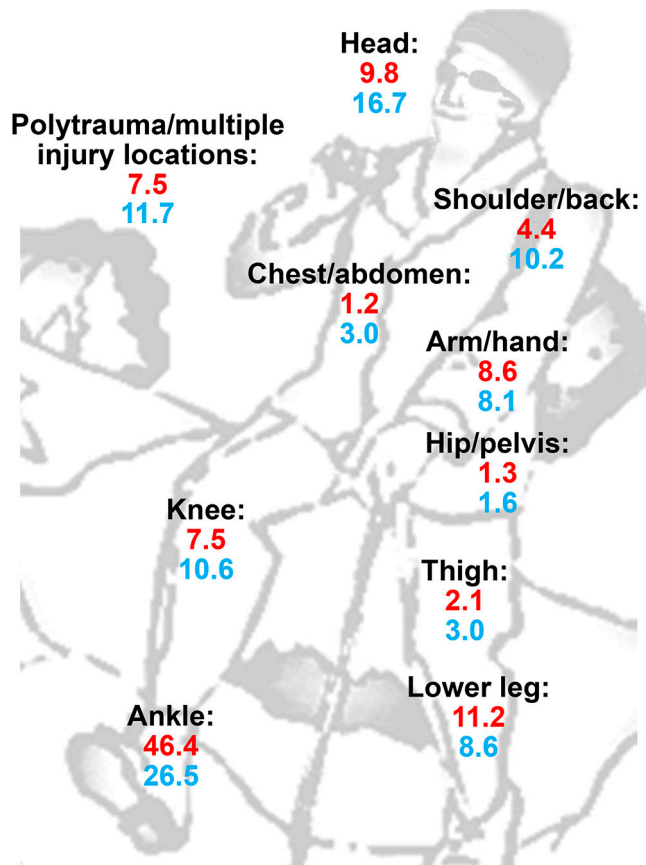 Head:
9.8
16.7
Polytrauma/multiple
injury locations:
7.5
11.7
Shoulder/back:
4.4
10.2
Chest/abdomen:
1.2
3.0
Arm/hand:
8.6
8.1
Hip/pelvis:
1.3
1.6
Knee:
7.5
10.6
Thigh:
2.1
3.0
Lower leg:
11.2
8.6
Ankle:
46.4
26.5